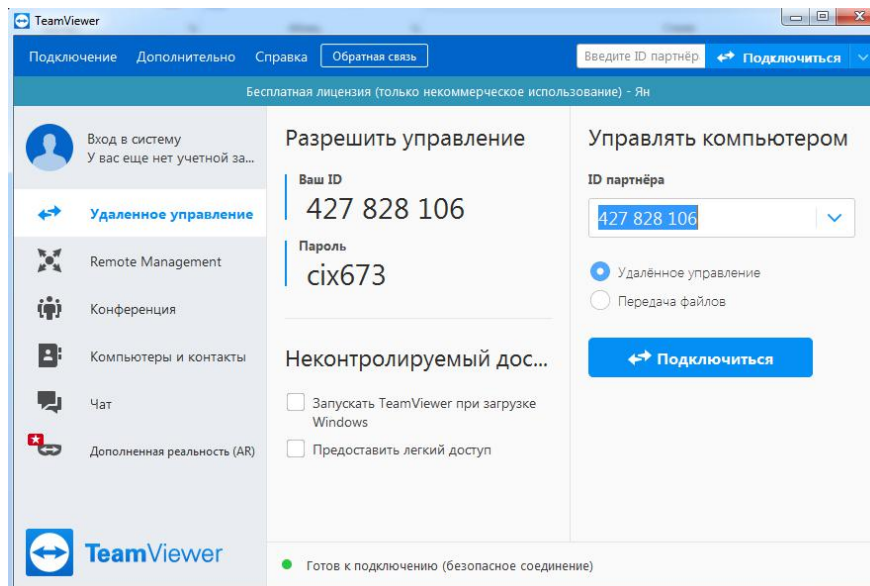 TeamViewer
Подключение Дополнительно Справка Обратная связь Введите ID партнёр Подключиться
Бесплатная лицензия (только некоммерческое использование) - Ян
Вход в систему
У вас еще нет учетной за...
Удаленное управление
Remote Management
Конференция
Компьютеры и контакты
Чат
Дополненная реальность (AR)
TeamViewer
Разрешить управление
Ваш ID
427 828 106
Пароль
cix673
Неконтролируемый дос...
Запускать TeamViewer при загрузке
Windows
Предоставить легкий доступ
Управлять компьютером
ID партнёра
427 828 106
Удалённое управление
Передача файлов
Подключиться
Готов к подключению (безопасное соединение)